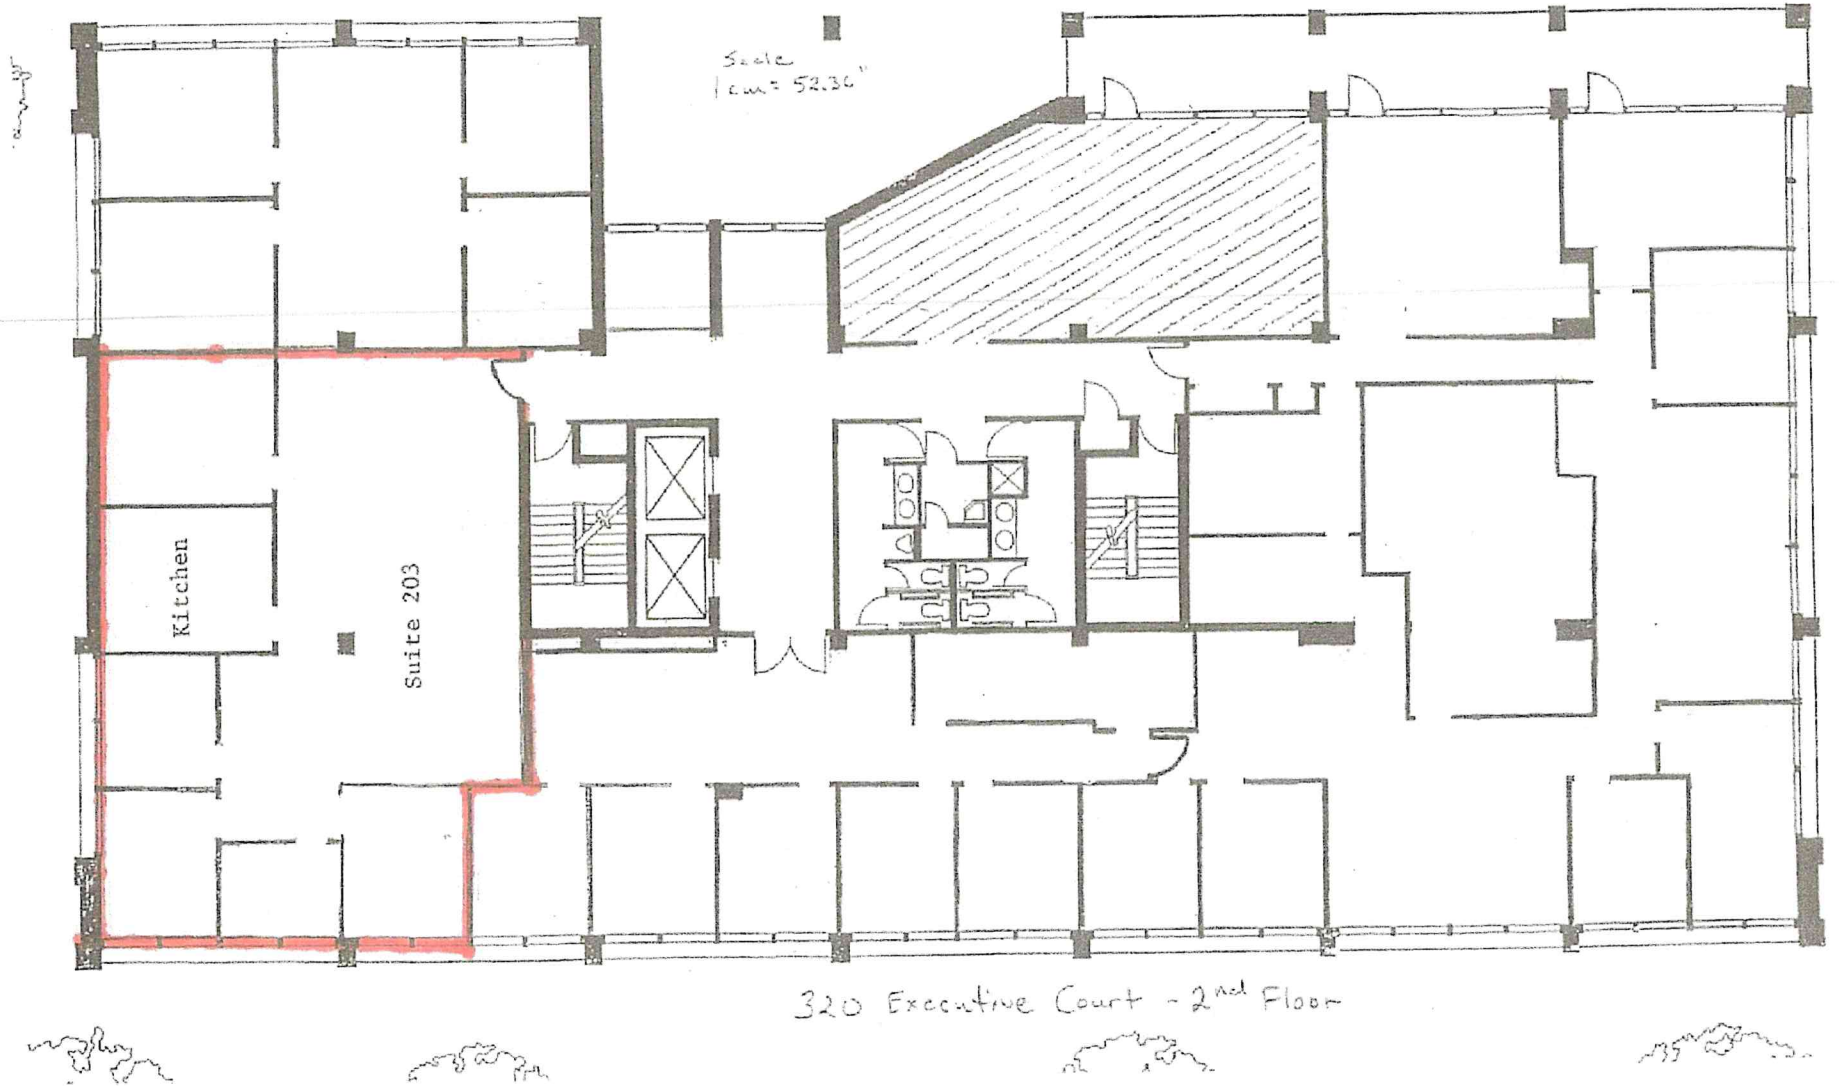 Scale
1 cm = 52.36"
Kitchen
Suite 203
320 Executive Court - 2nd Floor